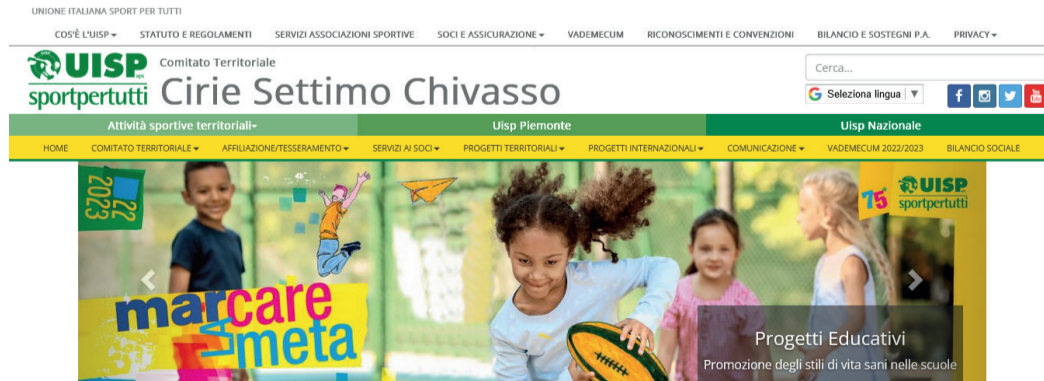 UNIONE ITALIANA SPORT PER TUTTI
COS'È L'UISP STATUTO E REGOLAMENTI SERVIZI ASSOCIAZIONI SPORTIVE SOCI E ASSICURAZIONE VADEMECUM RICONOSCIMENTI E CONVENZIONI BILANCIO E SOSTEGNI P.A. PRIVACY
UISP aps
sportpertutti
Comitato Territoriale
Cirie Settimo Chivasso
Cerca...
G Seleziona lingua ▼
Attività sportive territoriali Uisp Piemonte Uisp Nazionale
HOME COMITATO TERRITORIALE AFFILIAZIONE/TESSERAMENTO SERVIZI AI SOCI PROGETTI TERRITORIALI PROGETTI INTERNAZIONALI COMUNICAZIONE VADEMECUM 2022/2023 BILANCIO SOCIALE
2022
2023
75
UISP
sportpertutti
marcare
LA
meta
Progetti Educativi
Promozione degli stili di vita sani nelle scuole